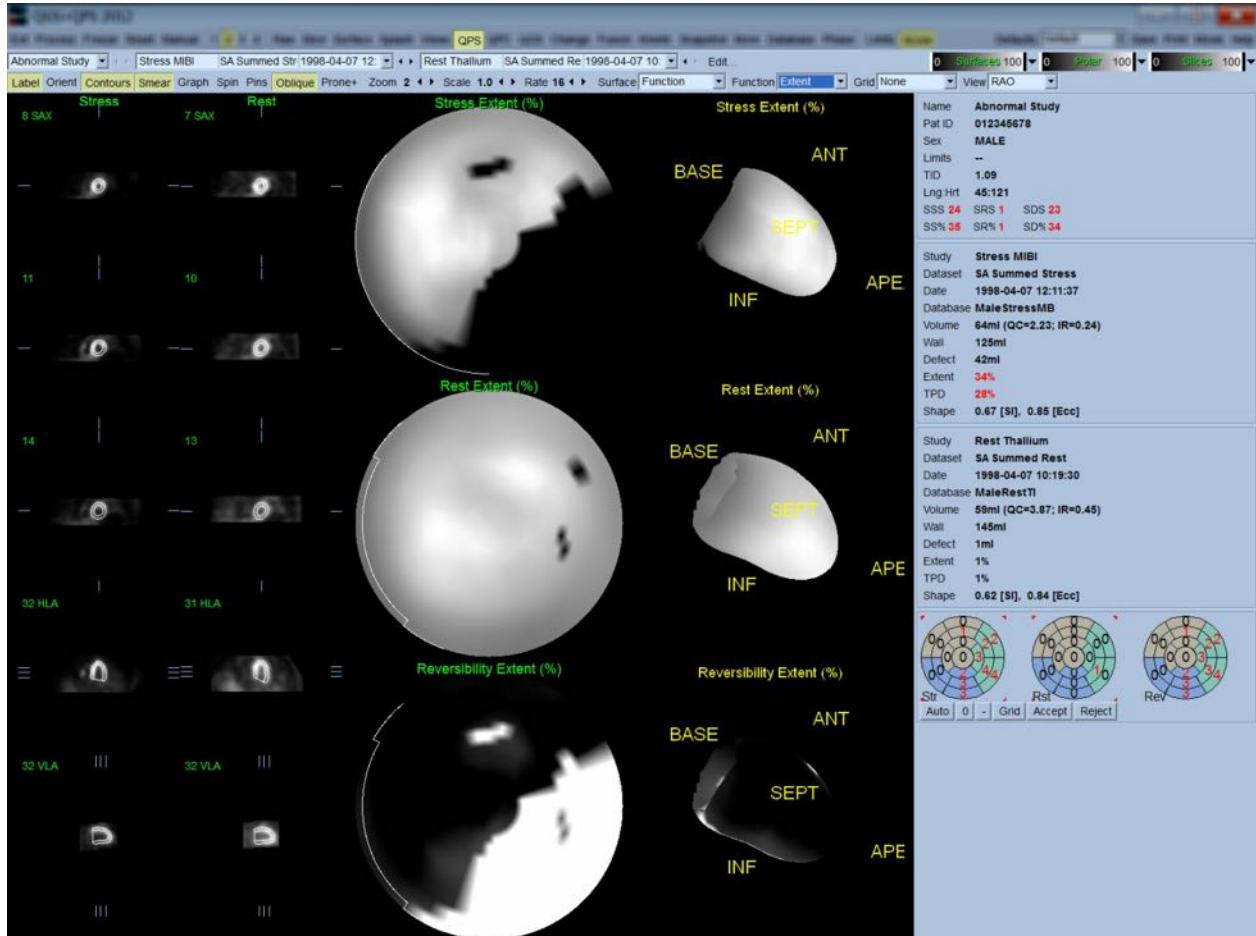 QGS+QPS 2012
QPS
Abnormal Study Stress MIBI SA Summed Str 1998-04-07 12: Rest Thallium SA Summed Re 1998-04-07 10: Edit...
0 Surfaces 100 0 Polar 100 0 Slices 100
Label Orient Contours Smear Graph Spin Pins Oblique Prone+ Zoom 2 Scale 1.0 Rate 16 Surface Function Function Extent Grid None View RAO
Stress Rest
8 SAX 7 SAX
11 10
14 13
32 HLA 31 HLA
32 VLA 32 VLA
Stress Extent (%)
Stress Extent (%)
ANT
BASE
SEPT
APE
INF
Rest Extent (%)
Rest Extent (%)
ANT
BASE
SEPT
APE
INF
Reversibility Extent (%)
Reversibility Extent (%)
ANT
BASE
SEPT
APE
INF
Name Abnormal Study
Pat ID 012345678
Sex MALE
Limits --
TID 1.09
Lng:Hrt 45:121
SSS 24 SRS 1 SDS 23
SS% 35 SR% 1 SD% 34
Study Stress MIBI
Dataset SA Summed Stress
Date 1998-04-07 12:11:37
Database MaleStressMB
Volume 64ml (QC=2.23; IR=0.24)
Wall 125ml
Defect 42ml
Extent 34%
TPD 28%
Shape 0.67 [SI], 0.85 [Ecc]
Study Rest Thallium
Dataset SA Summed Rest
Date 1998-04-07 10:19:30
Database MaleRestTl
Volume 59ml (QC=3.87; IR=0.45)
Wall 145ml
Defect 1ml
Extent 1%
TPD 1%
Shape 0.62 [SI], 0.84 [Ecc]
Str Rst Rev
Auto 0 - Grid Accept Reject